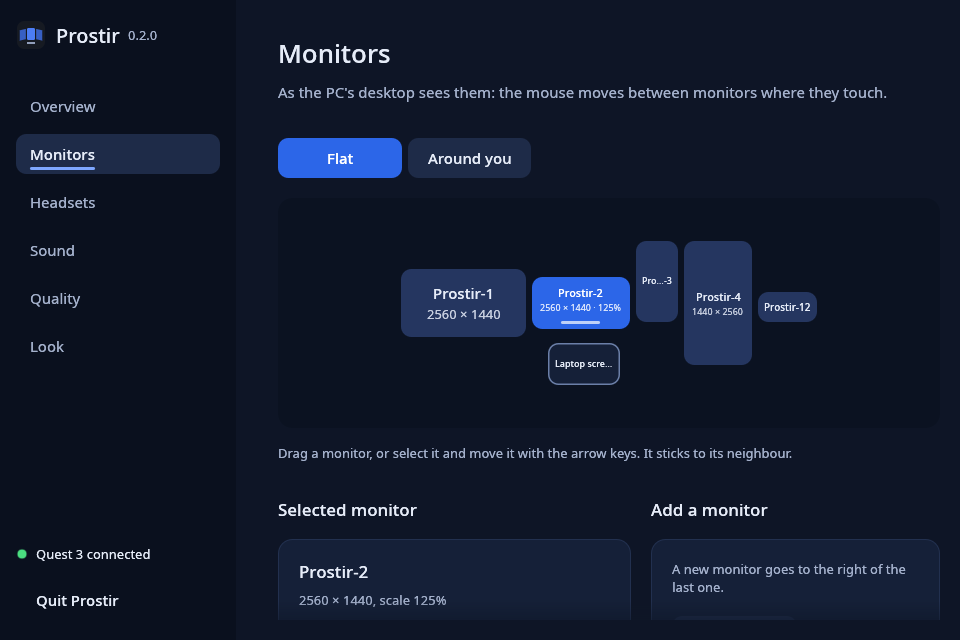 Prostir 0.2.0
Overview
Monitors
Headsets
Sound
Quality
Look
Quest 3 connected
Quit Prostir
Monitors
As the PC's desktop sees them: the mouse moves between monitors where they touch.
Flat
Around you
Prostir-1
2560 × 1440
Prostir-2
2560 × 1440 · 125%
Pro...-3
Prostir-4
1440 × 2560
Prostir-12
Laptop scre...
Drag a monitor, or select it and move it with the arrow keys. It sticks to its neighbour.
Selected monitor
Prostir-2
2560 × 1440, scale 125%
Add a monitor
A new monitor goes to the right of the
last one.